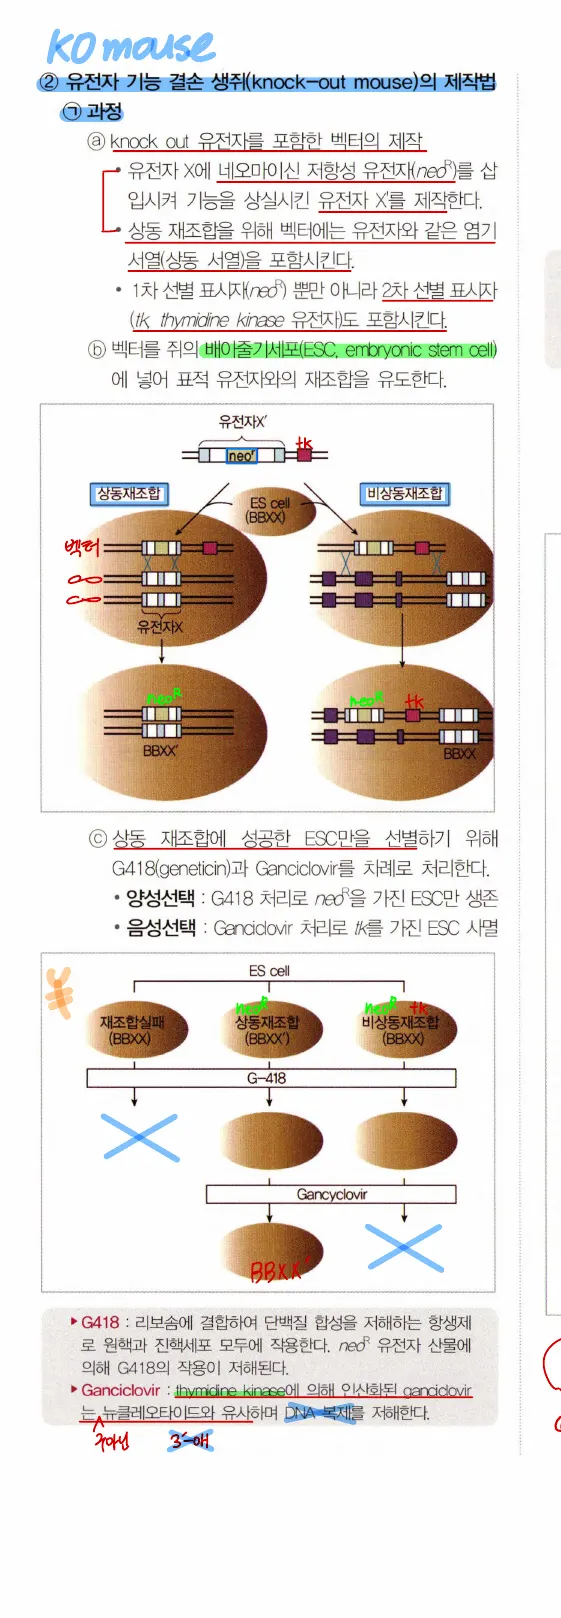 KO mouse
② 유전자 기능 결손 생쥐(knock-out mouse)의 제작법
㉠ 과정
ⓐ knock out 유전자를 포함한 벡터의 제작
• 유전자 X에 네오마이신 저항성 유전자(neoᴿ)를 삽
입시켜 기능을 상실시킨 유전자 X'를 제작한다.
• 상동 재조합을 위해 벡터에는 유전자와 같은 염기
서열(상동 서열)을 포함시킨다.
• 1차 선별 표시자(neoᴿ) 뿐만 아니라 2차 선별 표시자
(tk, thymidine kinase 유전자)도 포함시킨다.
ⓑ 벡터를 쥐의 배아줄기세포(ESC, embryonic stem cell)
에 넣어 표적 유전자와의 재조합을 유도한다.
유전자X′
tk
neoʳ
상동재조합
ES cell
(BBXX)
비상동재조합
벡터
유전자X
neoᴿ
BBXX′
neoᴿ
tk
BBXX
ⓒ 상동 재조합에 성공한 ESC만을 선별하기 위해
G418(geneticin)과 Ganciclovir를 차례로 처리한다.
• 양성선택 : G418 처리로 neoᴿ을 가진 ESC만 생존
• 음성선택 : Ganciclovir 처리로 tk를 가진 ESC 사멸
ES cell
neoᴿ
neoᴿ tk
재조합실패
(BBXX)
상동재조합
(BBXX′)
비상동재조합
(BBXX)
G-418
Gancyclovir
BBXX′
▶ G418 : 리보솜에 결합하여 단백질 합성을 저해하는 항생제
로 원핵과 진핵세포 모두에 작용한다. neoᴿ 유전자 산물에
의해 G418의 작용이 저해된다.
▶ Ganciclovir : thymidine kinase에 의해 인산화된 ganciclovir
는 뉴클레오타이드와 유사하며 DNA 복제를 저해한다.
구아닌